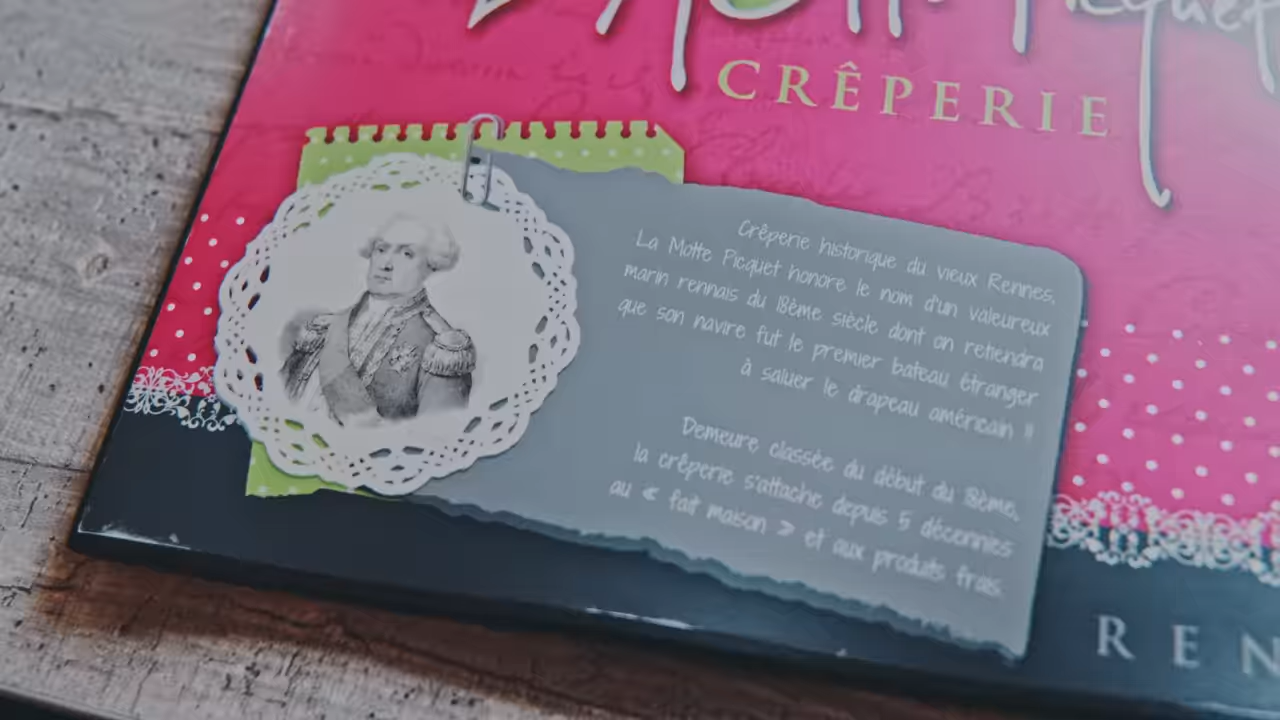 Picquet
CRÊPERIE
Crêperie historique du vieux Rennes,
La Motte Picquet honore le nom d'un valeureux
marin rennais du 18ème siècle dont on retiendra
que son navire fut le premier bateau étranger
à saluer le drapeau américain !!
Demeure classée du début du 18ème,
la crêperie s'attache depuis 5 décennies
au « fait maison » et aux produits frais.
REN